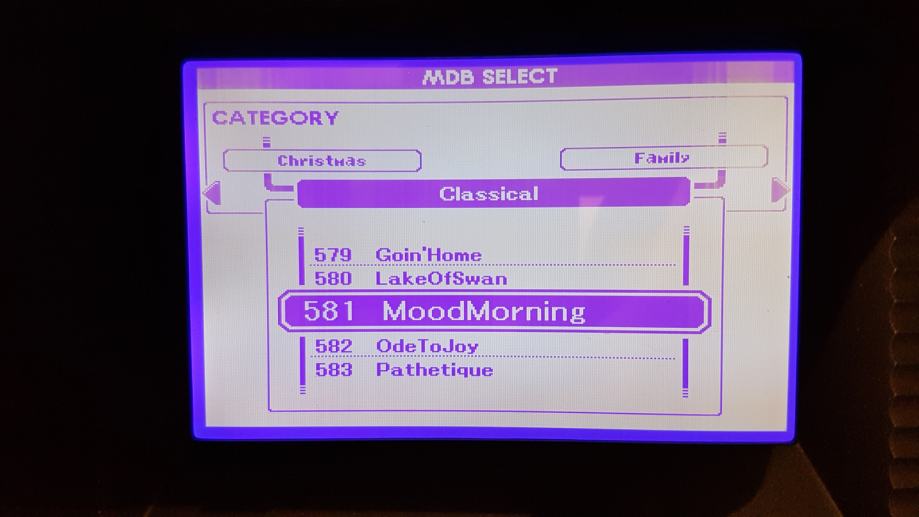 MDB SELECT
CATEGORY
Christmas Family
Classical
579 Goin'Home
580 LakeOfSwan
581 MoodMorning
582 OdeToJoy
583 Pathetique